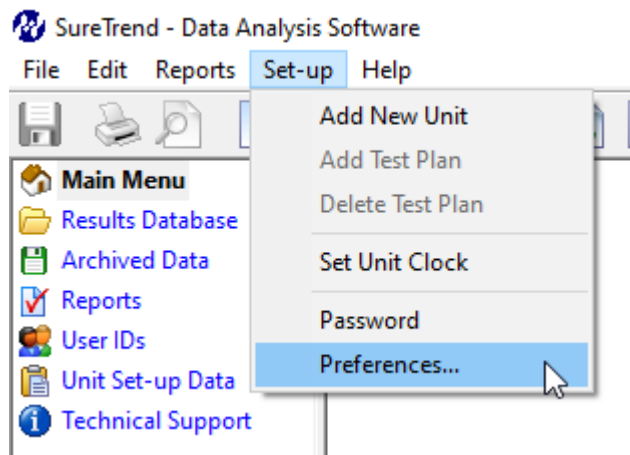 SureTrend - Data Analysis Software
File Edit Reports Set-up Help
Add New Unit
Add Test Plan
Delete Test Plan
Set Unit Clock
Password
Preferences...
Main Menu
Results Database
Archived Data
Reports
User IDs
Unit Set-up Data
Technical Support